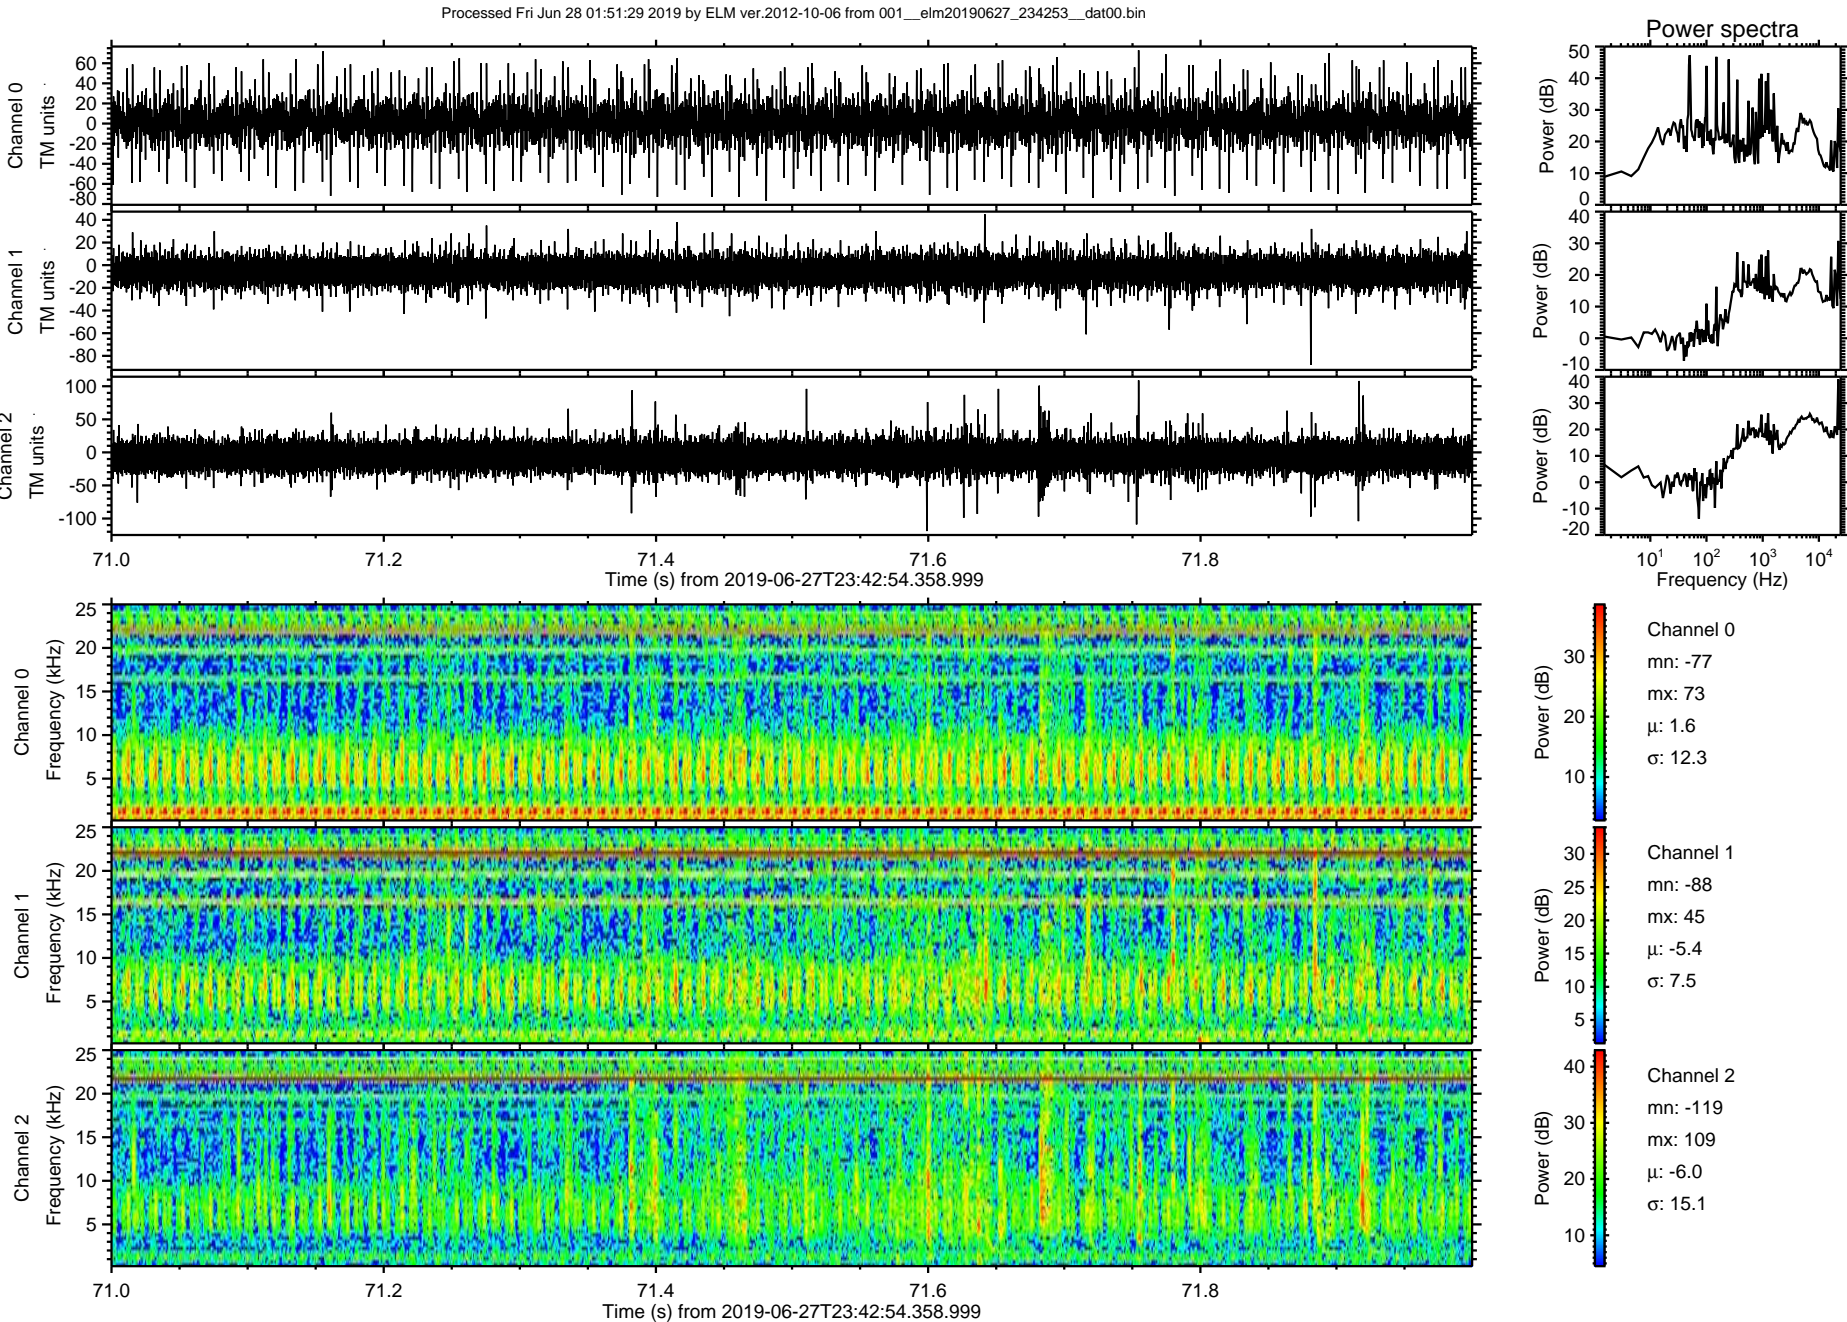 Processed Fri Jun 28 01:51:29 2019 by ELM ver.2012-10-06 from 001__elm20190627_234253__dat00.bin
Power spectra
Channel 0
TM units
60
40
20
0
-20
-40
-60
-80
Power (dB)
50
40
30
20
10
0
Channel 1
TM units
40
20
0
-20
-40
-60
-80
Power (dB)
40
30
20
10
0
-10
Channel 2
TM units
100
50
0
-50
-100
Power (dB)
40
30
20
10
0
-10
-20
71.0 71.2 71.4 71.6 71.8
Time (s) from 2019-06-27T23:42:54.358.999
10¹ 10² 10³ 10⁴
Frequency (Hz)
Channel 0
Frequency (kHz)
25
20
15
10
5
Power (dB)
30
20
10
Channel 0
mn: -77
mx: 73
μ: 1.6
σ: 12.3
Channel 1
Frequency (kHz)
25
20
15
10
5
Power (dB)
30
25
20
15
10
5
Channel 1
mn: -88
mx: 45
μ: -5.4
σ: 7.5
Channel 2
Frequency (kHz)
25
20
15
10
5
Power (dB)
40
30
20
10
Channel 2
mn: -119
mx: 109
μ: -6.0
σ: 15.1
71.0 71.2 71.4 71.6 71.8
Time (s) from 2019-06-27T23:42:54.358.999